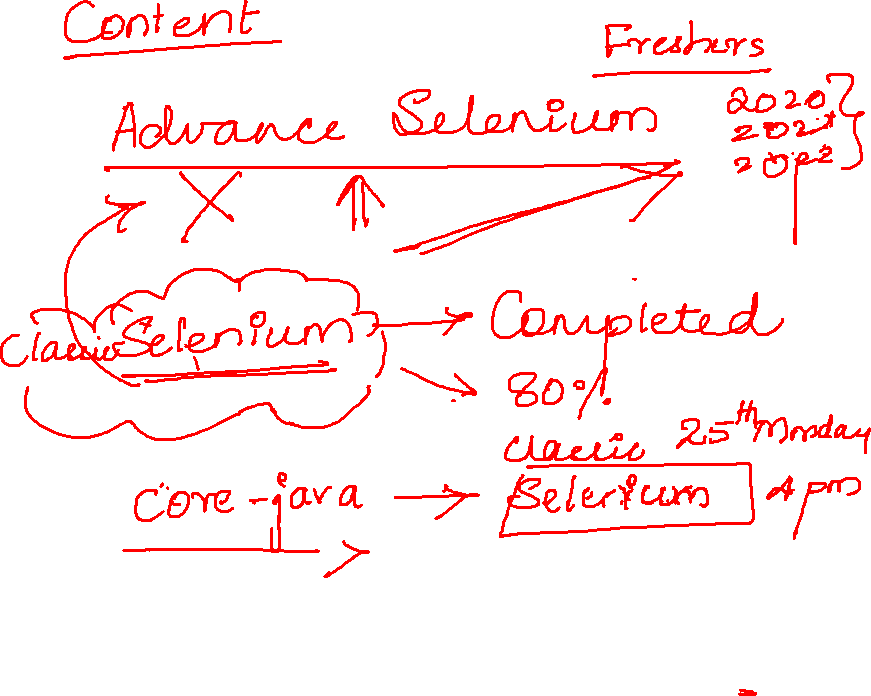 Content
Freshers
Advance Selenium
2020
2021
2022
Classic Selenium
Completed
80%
Classic 25th Monday
Core-java
Selenium 4 pm